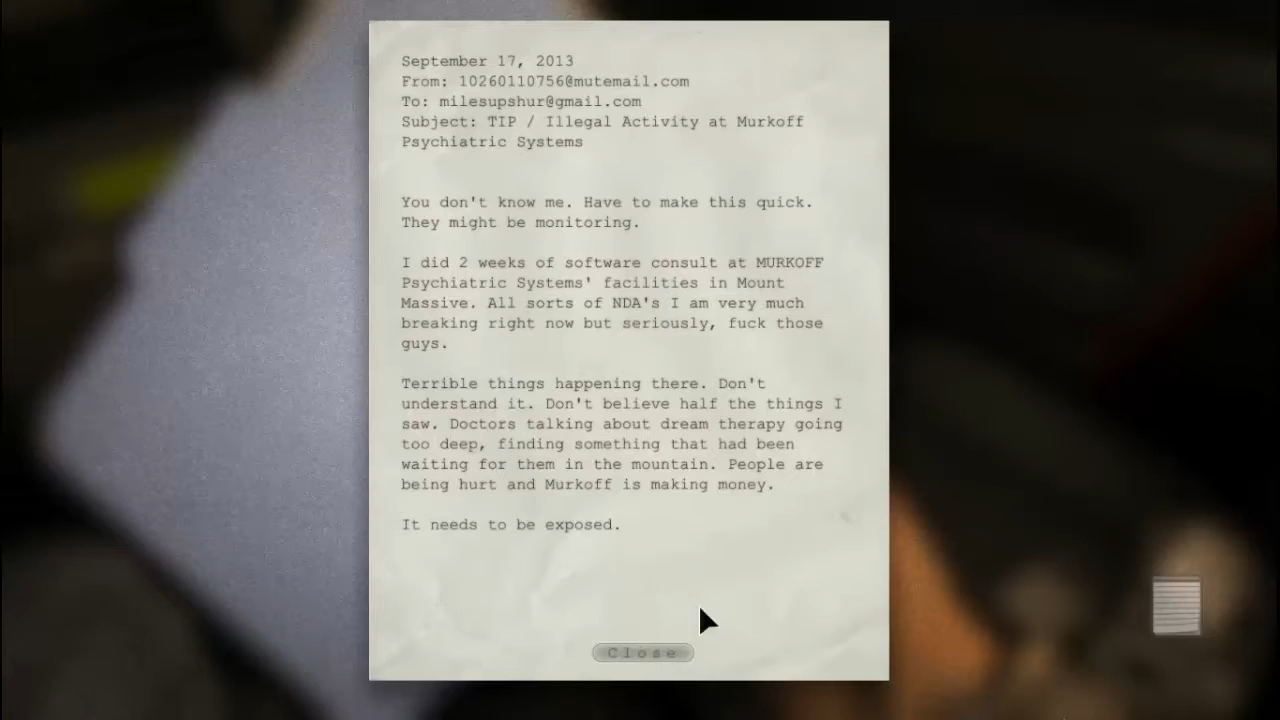 September 17, 2013
From: 10260110756@mutemail.com
To: milesupshur@gmail.com
Subject: TIP / Illegal Activity at Murkoff
Psychiatric Systems
You don't know me. Have to make this quick.
They might be monitoring.
I did 2 weeks of software consult at MURKOFF
Psychiatric Systems' facilities in Mount
Massive. All sorts of NDA's I am very much
breaking right now but seriously, fuck those
guys.
Terrible things happening there. Don't
understand it. Don't believe half the things I
saw. Doctors talking about dream therapy going
too deep, finding something that had been
waiting for them in the mountain. People are
being hurt and Murkoff is making money.
It needs to be exposed.
Close